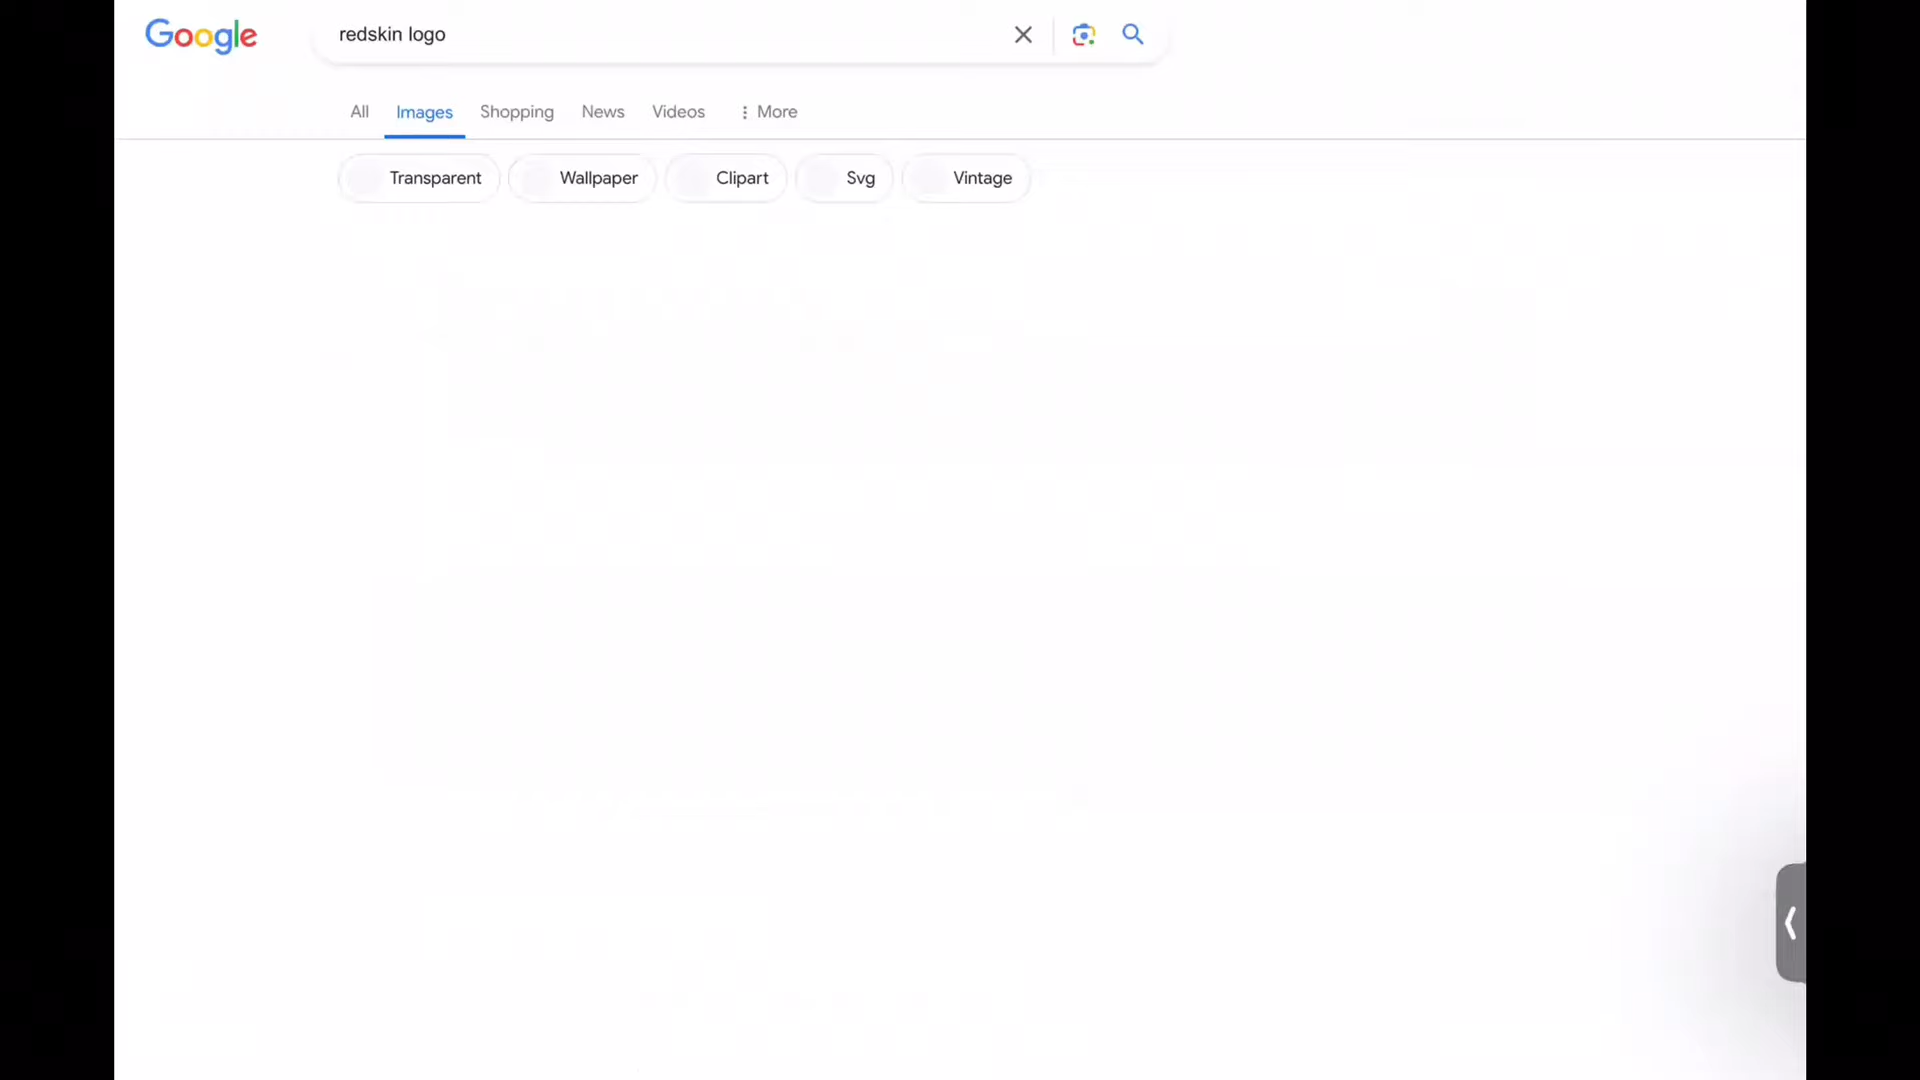 Google redskin logo
All Images Shopping News Videos More
Transparent Wallpaper Clipart Svg Vintage